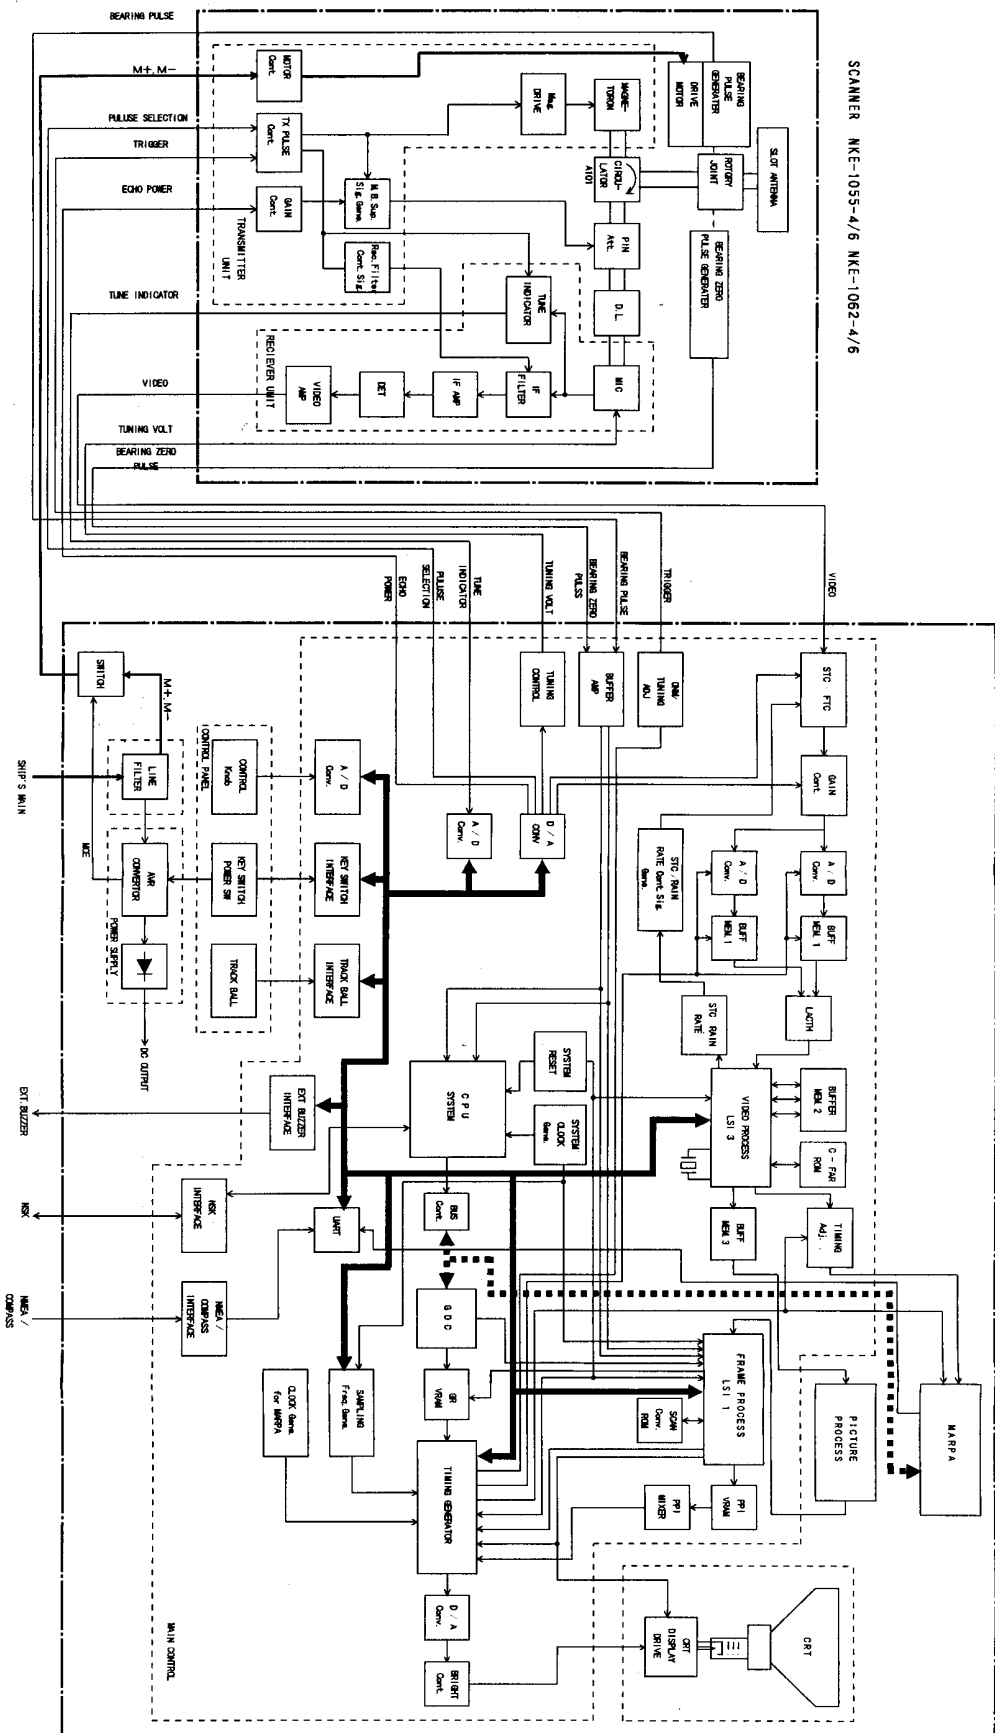 SCANNER NKE-1055-4/6 NKE-1062-4/6
SLOT ANTENNA
BEARING
PULSE
GENERATER
DRIVE
MOTOR
ROTORY
JOINT
BEARING ZERO
PULSE GENERATER
MAGNE-
TORON
CIRCU-
LATOR
A101
PIN
Att.
D.L.
MIC
Mag.
DRIVE
TUNE
INDICATOR
IF
FILTER
IF AMP
DET
VIDEO
AMP
RECIEVER UNIT
MOTOR
Cont.
TX PULSE
Cont.
GAIN
Cont.
M.B. Sup.
Sig. Gene.
Rec. Filter
Cont. Sig.
TRANSMITTER
UNIT
BEARING PULSE
M+, M-
PULUSE SELECTION
TRIGGER
ECHO POWER
TUNE INDICATOR
VIDEO
TUNING VOLT
BEARING ZERO
PULSE
VIDEO
TRIGGER
BEARING PULSE
BEARING ZERO
PULSS
TUNING VOLT
TUNE
INDICATOR
PULUSE
SELECTION
ECHO
POWER
STC FTC
GAIN
Cont.
A / D
Conv.
BUFF
MEM. 1
A / D
Conv.
BUFF
MEM. 1
LACTH
STC /RAIN
RATE Cont Sig.
Gene.
STC RAIN
RATE
TUNING
ADJ
BUFFER
AMP
TUNING
CONTROL
D / A
CONV
A / D
Conv.
VIDEO PROCESS
LSI 3
BUFFER
MEM. 2
C - FAR
ROM
TIMING
Adj.
BUFF
MEM. 3
SYSTEM
RESET
SYSTEM
CLOCK
Gene.
CPU
SYSTEM
BUS
Cont.
G D C
GR
VRAM
FRAME PROCESS
LSI 1
SCAN
Conv.
ROM
PPI
VRAM
PPI
MIXER
PICTURE
PROCESS
MARPA
TIMING GENERATOR
D / A
Conv.
BRIGHT
Cont.
CRT
DISPLAY
DRIVE
CRT
A / D
Conv.
KEY SWITCH
INTERFACE
TRACK BALL
INTERFACE
CONTROL
Knob
KEY SWITCH
POWER SW
TRACK BALL
CONTROL PANEL
SWITCH
M+, M-
LINE
FILTER
AVR
CONVERTOR
POWER SUPPLY
MOE
DC OUTPUT
SHIP'S MAIN
EXT BUZZER
INTERFACE
EXT. BUZZER
NSK
INTERFACE
NSK
UART
NMEA /
COMPASS
INTERFACE
NMEA /
COMPASS
SAMPLING
Freq. Gene.
CLOCK Gene.
for MARPA
MAIN CONTROL